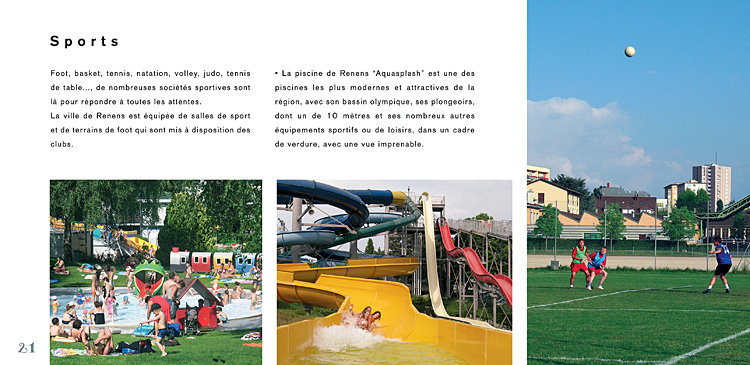 Sports
Foot, basket, tennis, natation, volley, judo, tennis
de table..., de nombreuses sociétés sportives sont
là pour répondre à toutes les attentes.
La ville de Renens est équipée de salles de sport
et de terrains de foot qui sont mis à disposition des
clubs.
• La piscine de Renens "Aquasplash" est une des
piscines les plus modernes et attractives de la
région, avec son bassin olympique, ses plongeoirs,
dont un de 10 mètres et ses nombreux autres
équipements sportifs ou de loisirs, dans un cadre
de verdure, avec une vue imprenable.
21